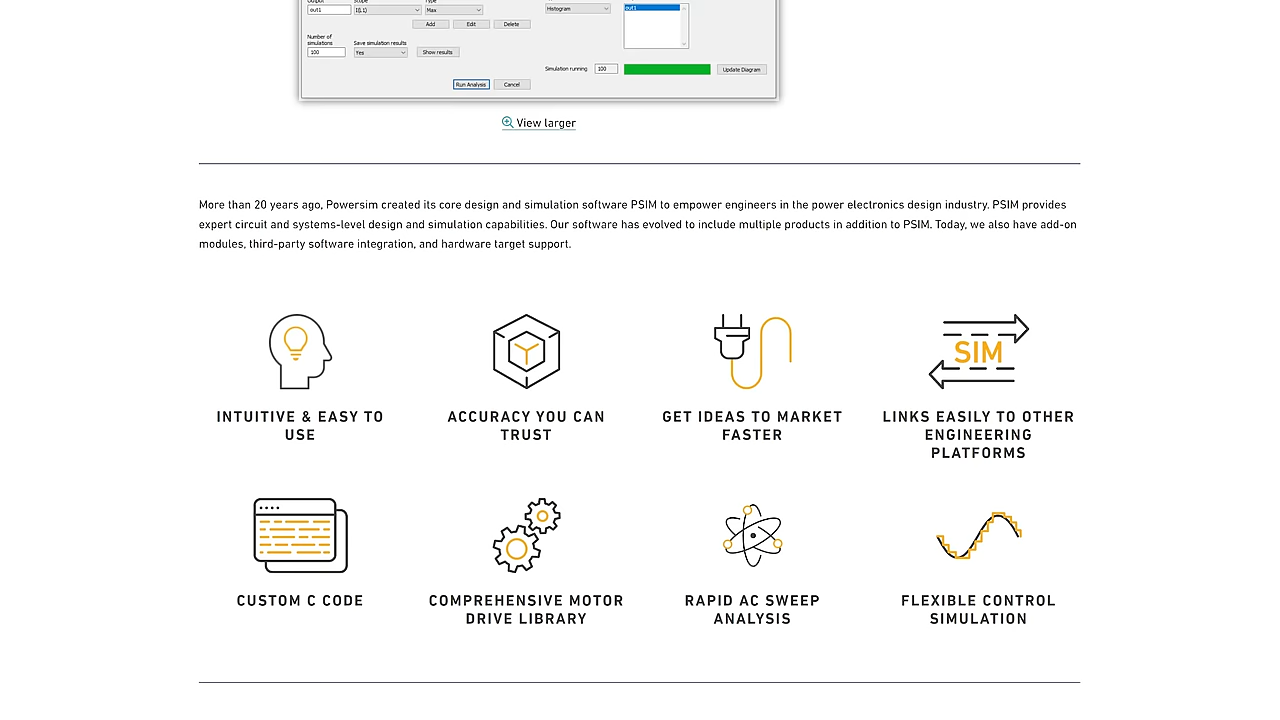 Output
Scope
Type
out1
I(L1)
Max
Histogram
out1
Add
Edit
Delete
Number of
simulations
Save simulation results
100
Yes
Show results
Simulation running
100
Update Diagram
Run Analysis
Cancel
View larger
More than 20 years ago, Powersim created its core design and simulation software PSIM to empower engineers in the power electronics design industry. PSIM provides
expert circuit and systems-level design and simulation capabilities. Our software has evolved to include multiple products in addition to PSIM. Today, we also have add-on
modules, third-party software integration, and hardware target support.
SIM
INTUITIVE & EASY TO
USE
ACCURACY YOU CAN
TRUST
GET IDEAS TO MARKET
FASTER
LINKS EASILY TO OTHER
ENGINEERING
PLATFORMS
CUSTOM C CODE
COMPREHENSIVE MOTOR
DRIVE LIBRARY
RAPID AC SWEEP
ANALYSIS
FLEXIBLE CONTROL
SIMULATION